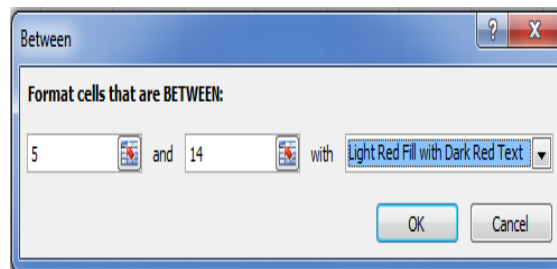 Between
Format cells that are BETWEEN:
5 and 14 with Light Red Fill with Dark Red Text
OK Cancel